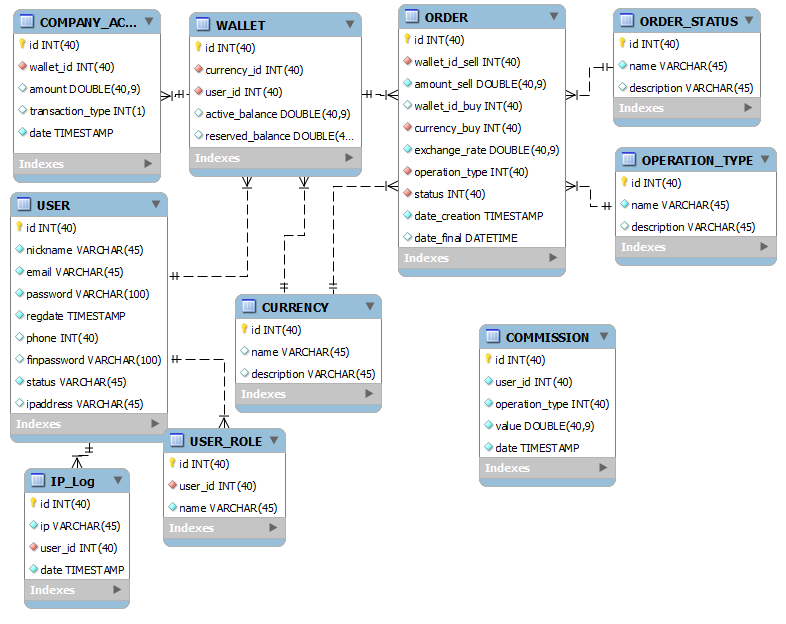 COMPANY_AC...
id INT(40)
wallet_id INT(40)
amount DOUBLE(40,9)
transaction_type INT(1)
date TIMESTAMP
Indexes
WALLET
id INT(40)
currency_id INT(40)
user_id INT(40)
active_balance DOUBLE(40,9)
reserved_balance DOUBLE(4...
Indexes
ORDER
id INT(40)
wallet_id_sell INT(40)
amount_sell DOUBLE(40,9)
wallet_id_buy INT(40)
currency_buy INT(40)
exchange_rate DOUBLE(40,9)
operation_type INT(40)
status INT(40)
date_creation TIMESTAMP
date_final DATETIME
Indexes
ORDER_STATUS
id INT(40)
name VARCHAR(45)
description VARCHAR(45)
Indexes
OPERATION_TYPE
id INT(40)
name VARCHAR(45)
description VARCHAR(45)
Indexes
USER
id INT(40)
nickname VARCHAR(45)
email VARCHAR(45)
password VARCHAR(100)
regdate TIMESTAMP
phone INT(40)
finpassword VARCHAR(100)
status VARCHAR(45)
ipaddress VARCHAR(45)
Indexes
CURRENCY
id INT(40)
name VARCHAR(45)
description VARCHAR(45)
Indexes
COMMISSION
id INT(40)
user_id INT(40)
operation_type INT(40)
value DOUBLE(40,9)
date TIMESTAMP
Indexes
USER_ROLE
id INT(40)
user_id INT(40)
name VARCHAR(45)
Indexes
IP_Log
id INT(40)
ip VARCHAR(45)
user_id INT(40)
date TIMESTAMP
Indexes